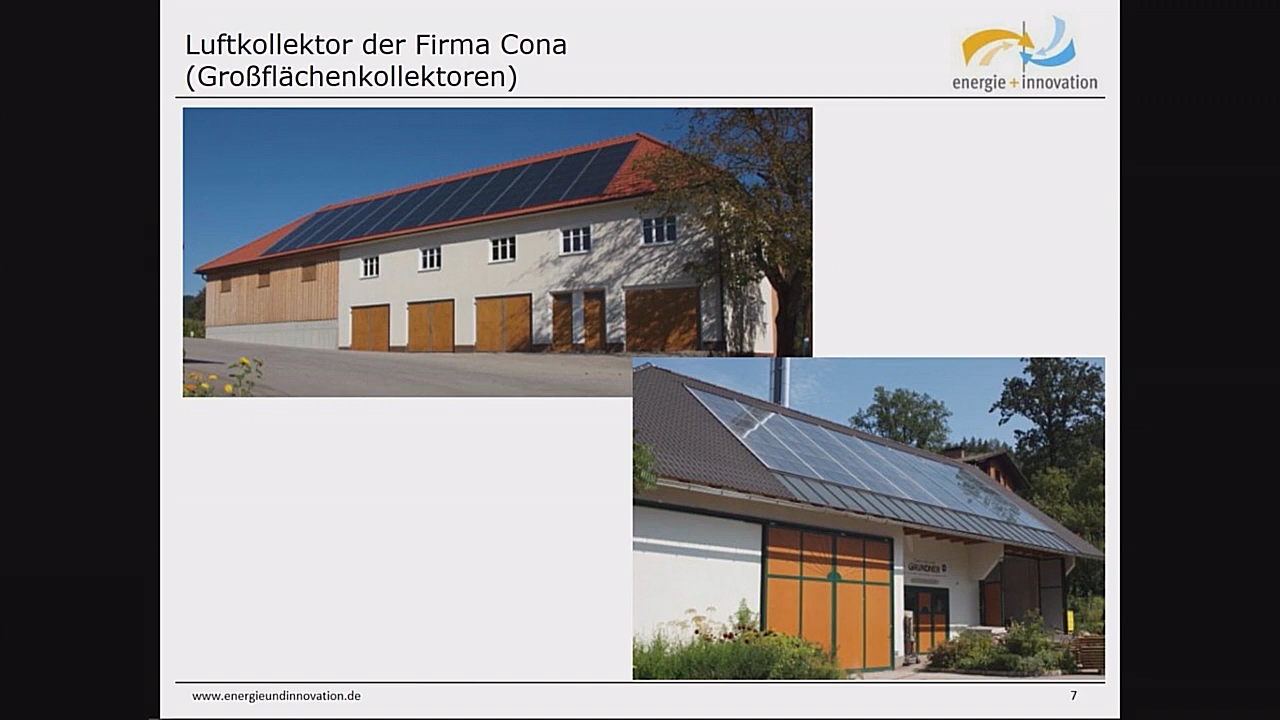 Luftkollektor der Firma Cona
(Großflächenkollektoren)
energie+innovation
GRUNDNER
www.energieundinnovation.de
7